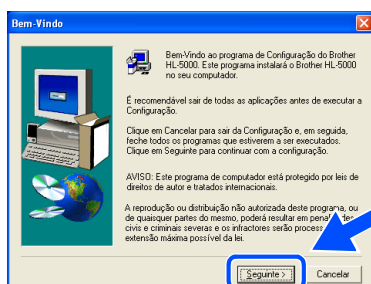 Bem-Vindo
Bem-Vindo ao programa de Configuração do Brother
HL-5000. Este programa instalará o Brother HL-5000
no seu computador.
É recomendável sair de todas as aplicações antes de executar a
Configuração.
Clique em Cancelar para sair da Configuração e, em seguida,
feche todos os programas que estiverem a ser executados.
Clique em Seguinte para continuar com a configuração.
AVISO: Este programa de computador está protegido por leis de
direitos de autor e tratados internacionais.
A reprodução ou distribuição não autorizada deste programa, ou
de quaisquer partes do mesmo, poderá resultar em
civis e criminais severas e os infractores serão
extensão máxima possível da lei.
Seguinte >
Cancelar